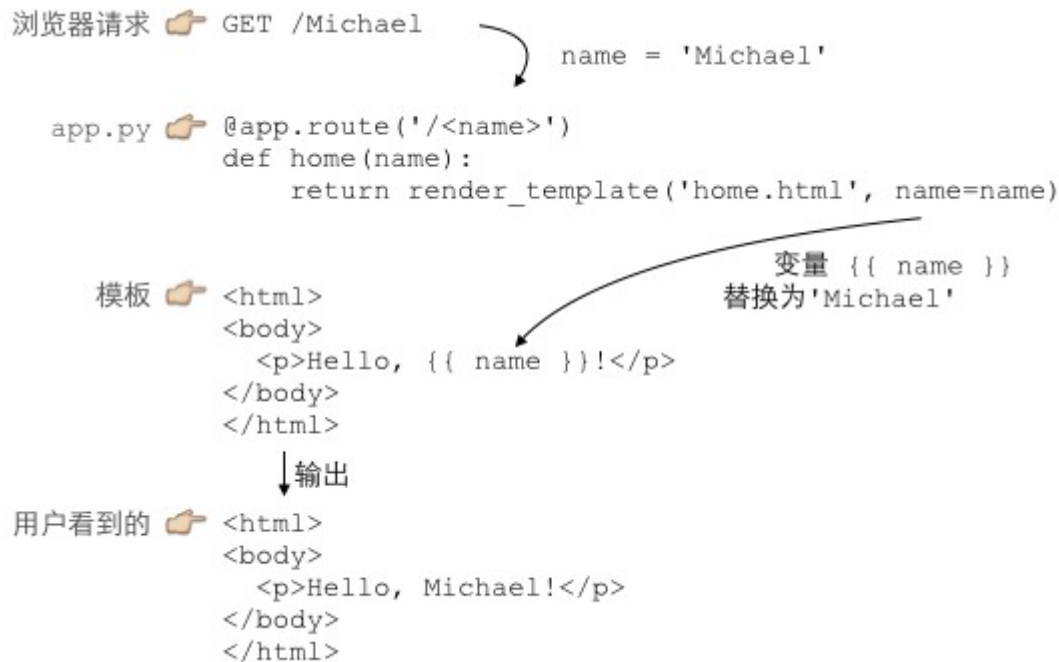 浏览器请求 👉 GET /Michael
name = 'Michael'
app.py 👉 @app.route('/<name>')
def home(name):
    return render_template('home.html', name=name)
变量 {{ name }}
替换为'Michael'
模板 👉 <html>
<body>
  <p>Hello, {{ name }}!</p>
</body>
</html>
输出
用户看到的 👉 <html>
<body>
  <p>Hello, Michael!</p>
</body>
</html>